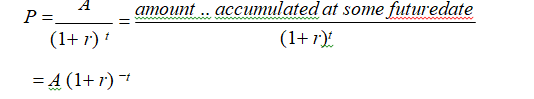 P = A / (1+ r) t = amount .. accumulated at some futuredate / (1+ r)t
= A (1+ r) –t